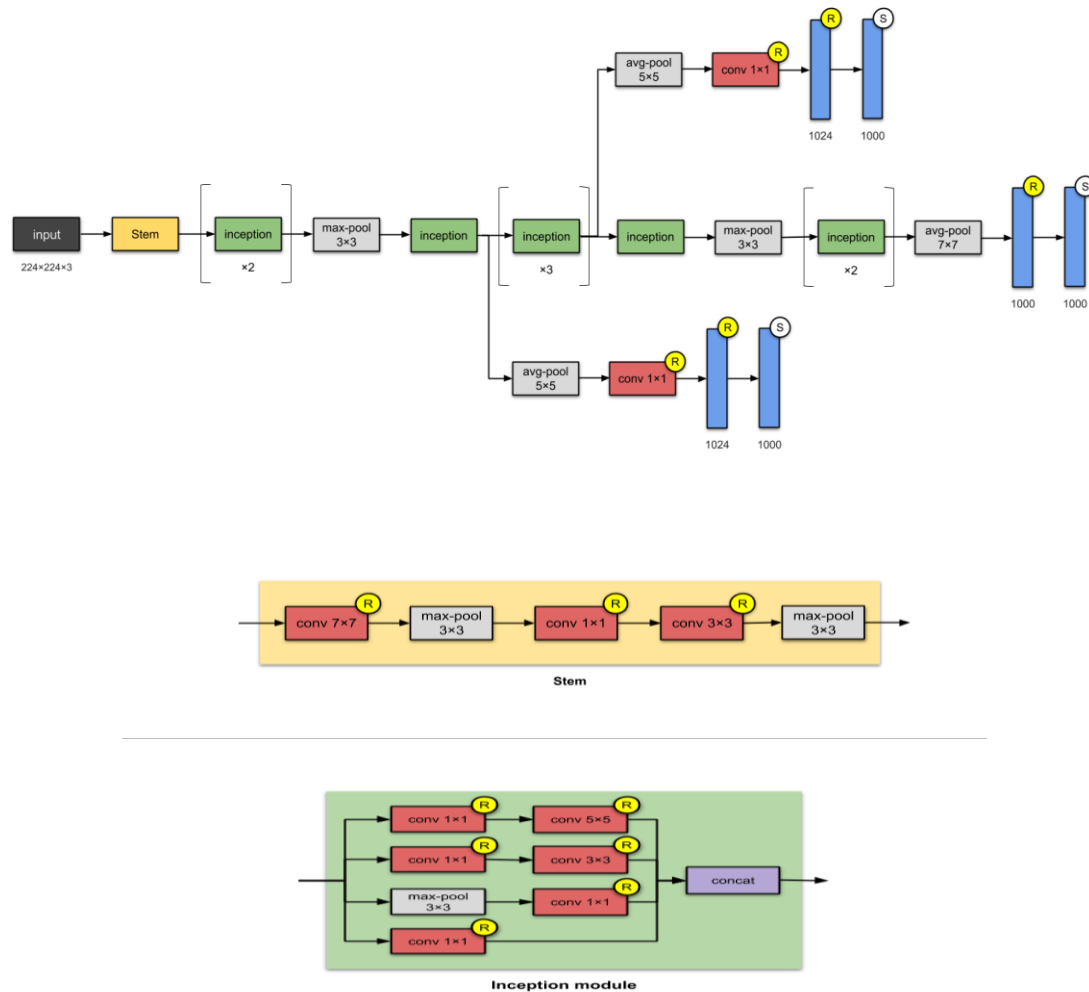 R
S
avg-pool
5×5
conv 1×1
R
1024
1000
R
S
input
Stem
inception
max-pool
3×3
inception
inception
inception
max-pool
3×3
inception
avg-pool
7×7
224×224×3
×2
×3
×2
1000
1000
R
S
R
avg-pool
5×5
conv 1×1
1024
1000
R
R
R
conv 7×7
max-pool
3×3
conv 1×1
conv 3×3
max-pool
3×3
Stem
R
R
conv 1×1
conv 5×5
R
R
conv 1×1
conv 3×3
R
max-pool
3×3
conv 1×1
concat
R
conv 1×1
Inception module